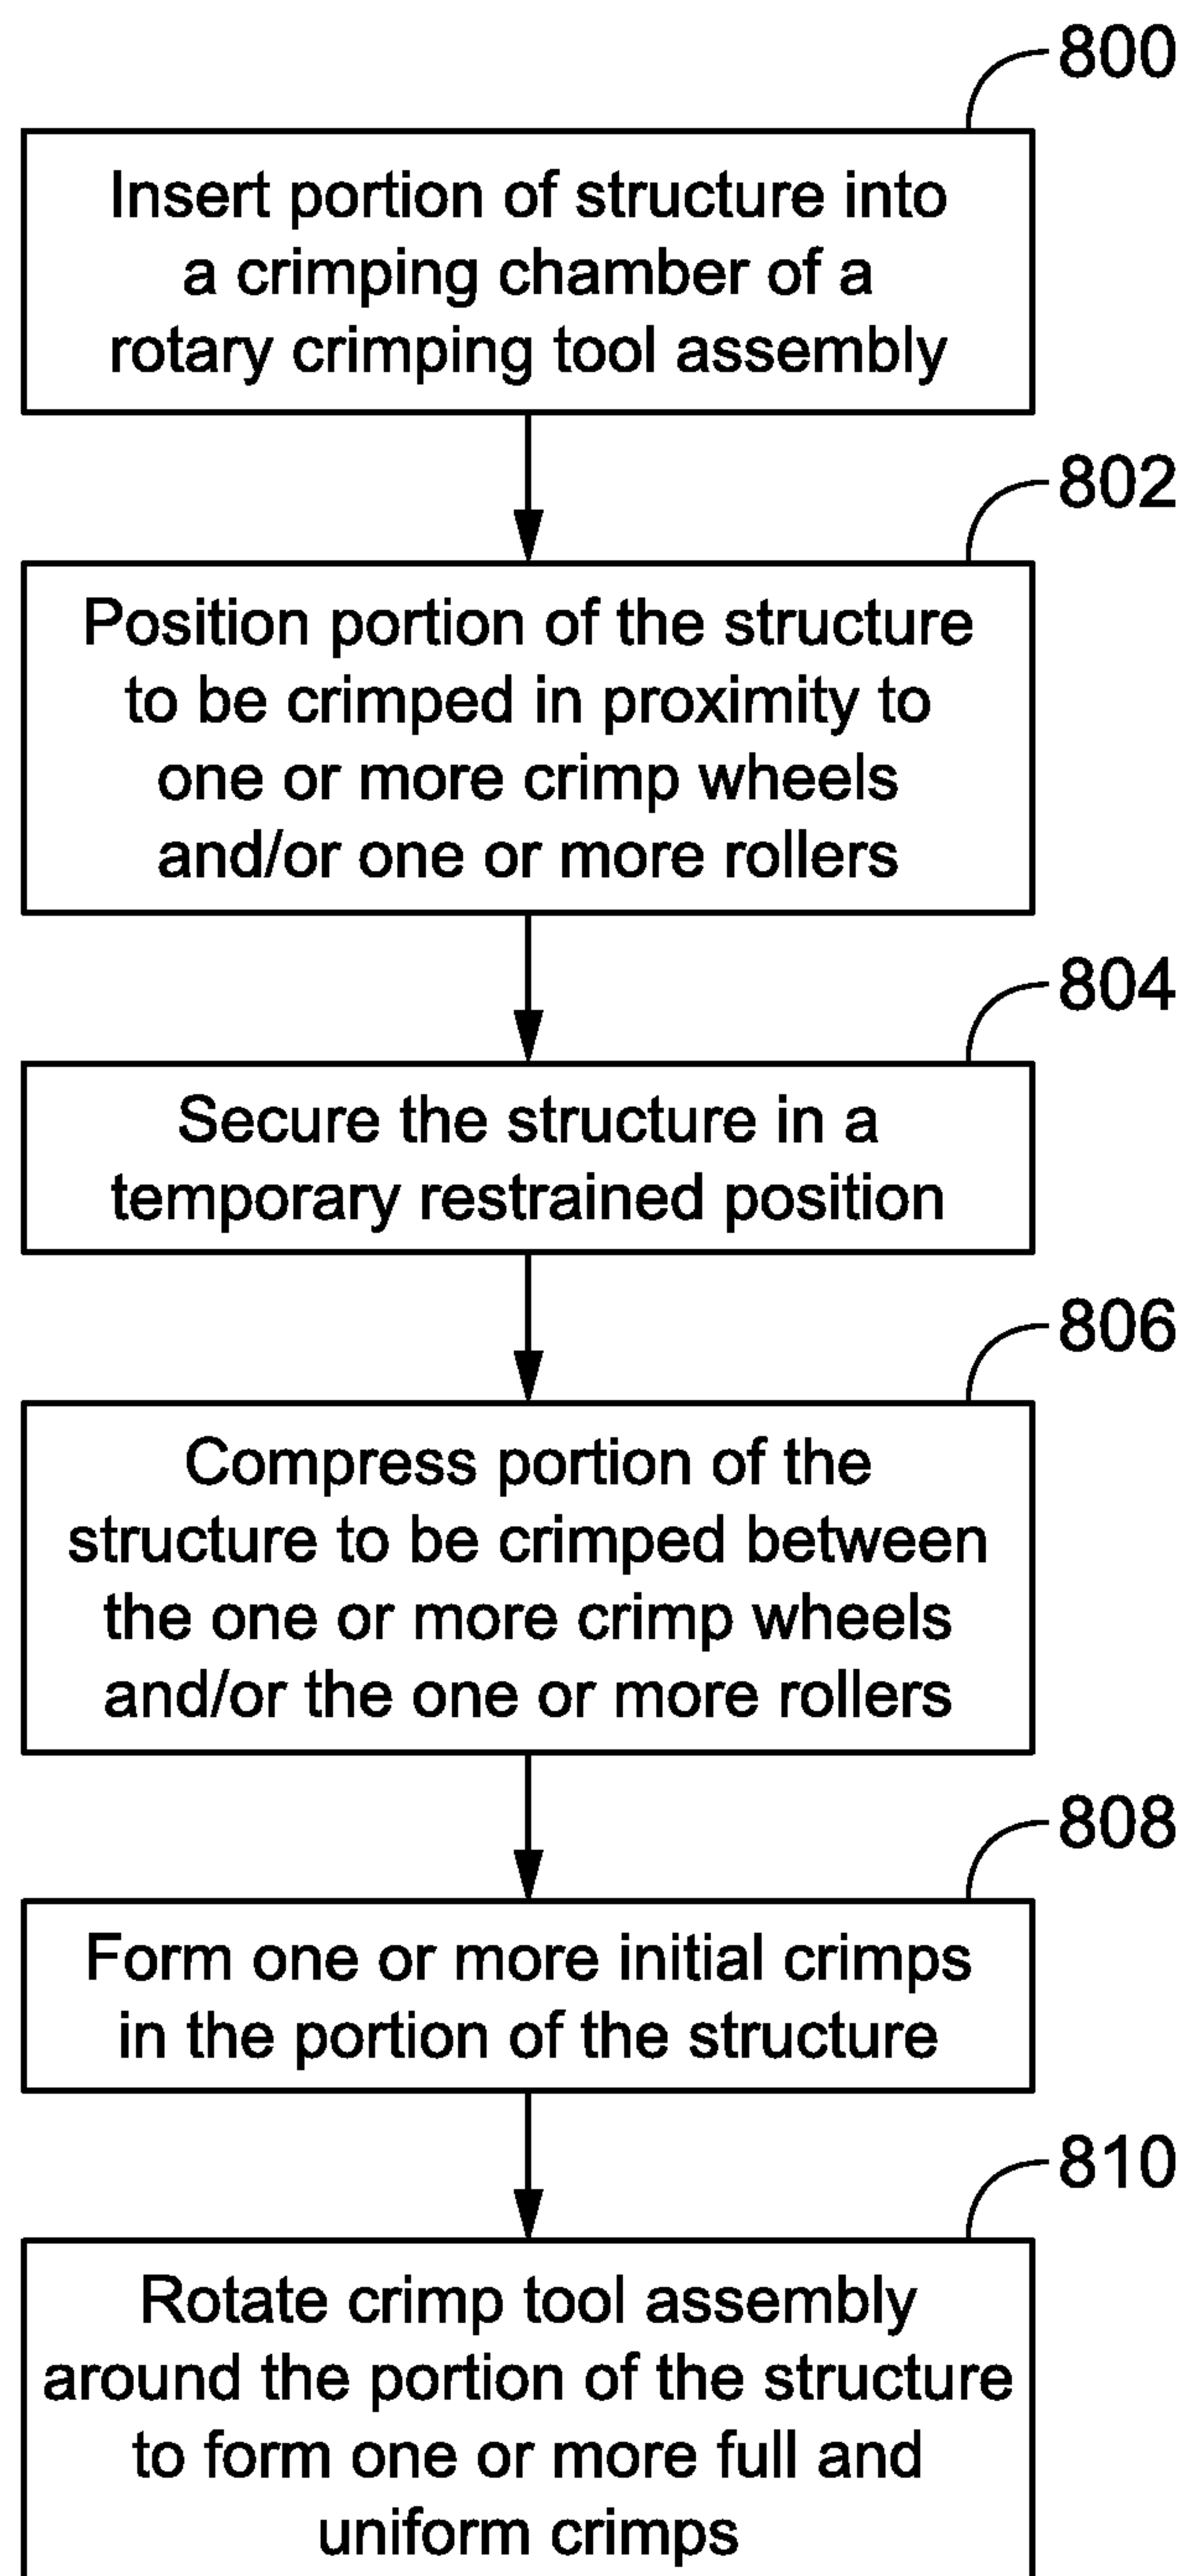 800
Insert portion of structure into
a crimping chamber of a
rotary crimping tool assembly
802
Position portion of the structure
to be crimped in proximity to
one or more crimp wheels
and/or one or more rollers
804
Secure the structure in a
temporary restrained position
806
Compress portion of the
structure to be crimped between
the one or more crimp wheels
and/or the one or more rollers
808
Form one or more initial crimps
in the portion of the structure
810
Rotate crimp tool assembly
around the portion of the structure
to form one or more full and
uniform crimps